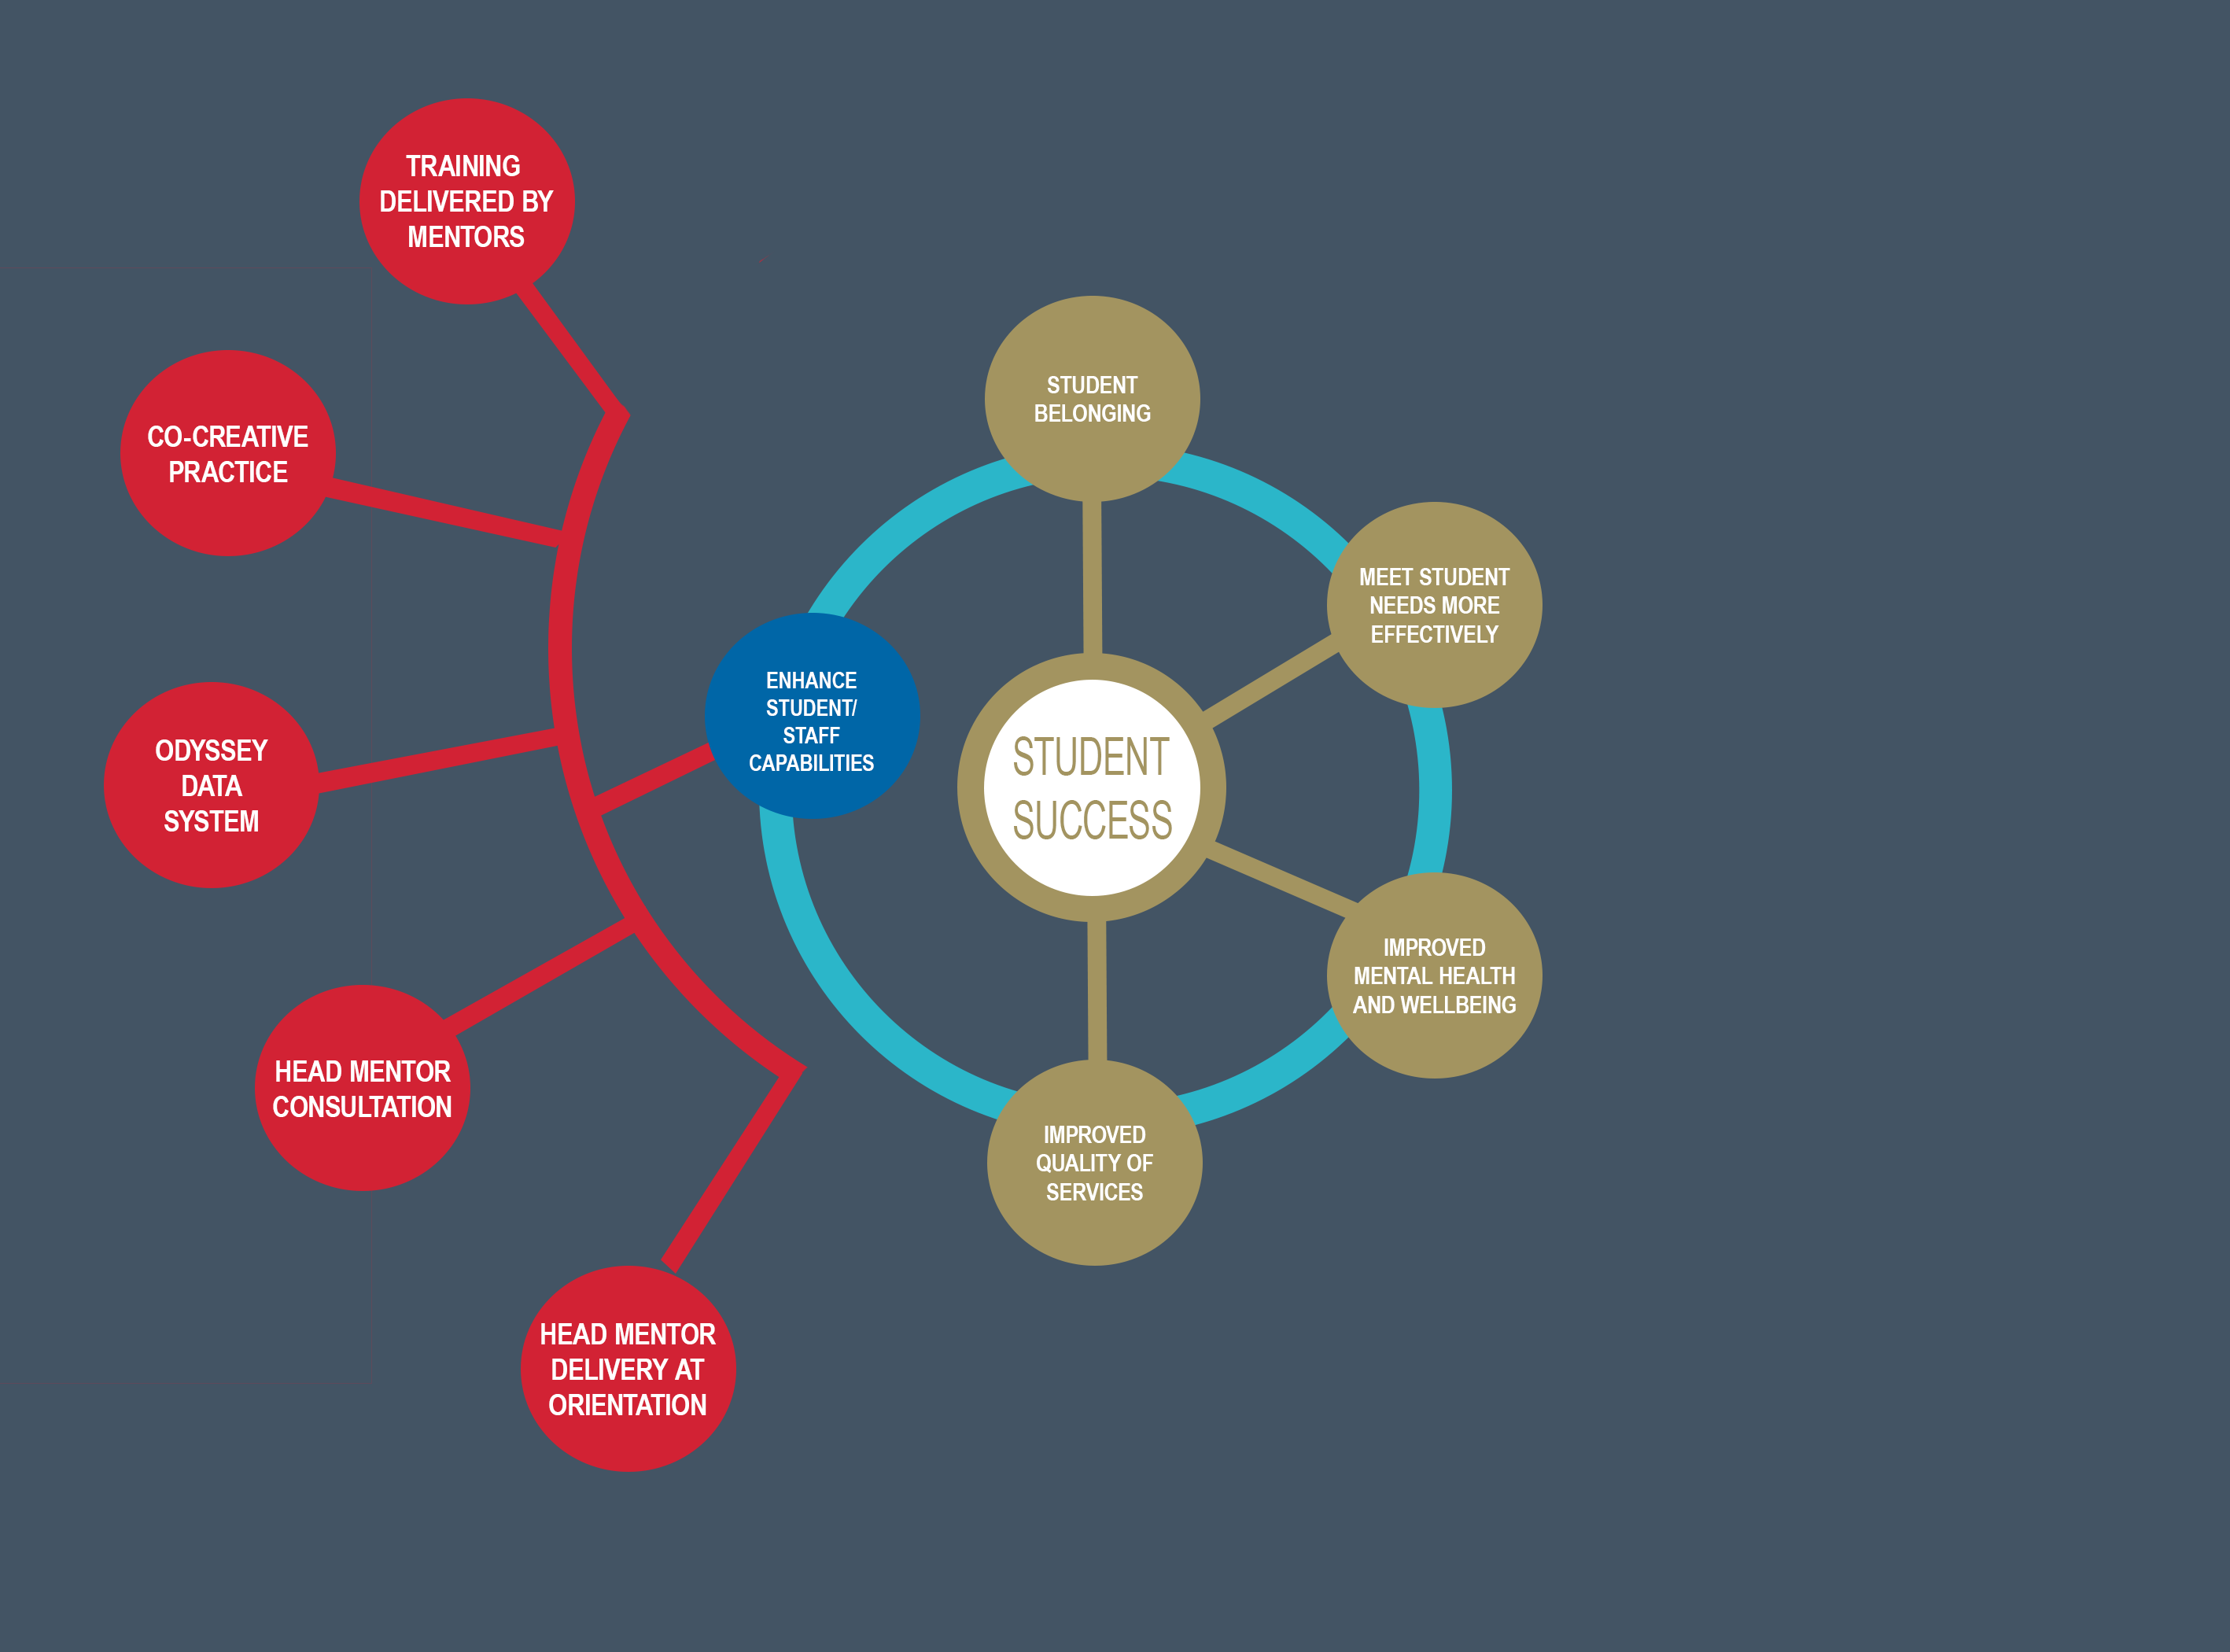 TRAINING
DELIVERED BY
MENTORS
CO-CREATIVE
PRACTICE
ODYSSEY
DATA
SYSTEM
HEAD MENTOR
CONSULTATION
HEAD MENTOR
DELIVERY AT
ORIENTATION
ENHANCE
STUDENT/
STAFF
CAPABILITIES
STUDENT
BELONGING
MEET STUDENT
NEEDS MORE
EFFECTIVELY
STUDENT
SUCCESS
IMPROVED
MENTAL HEALTH
AND WELLBEING
IMPROVED
QUALITY OF
SERVICES